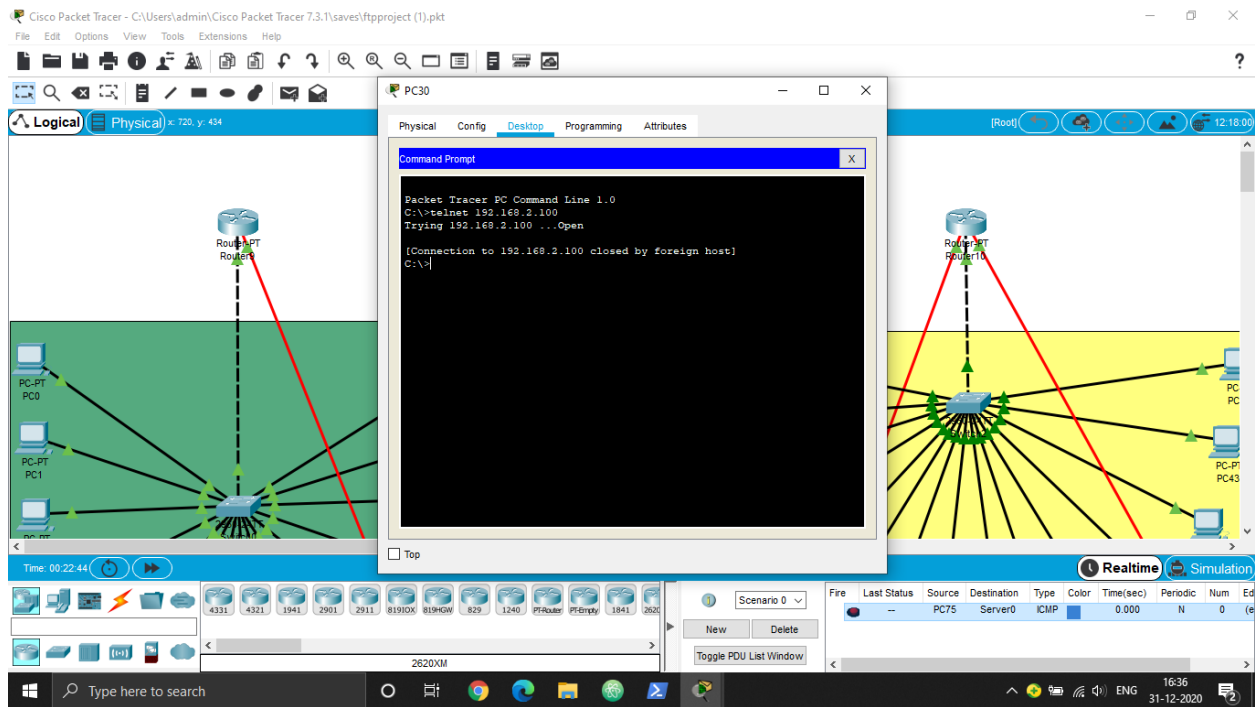 Cisco Packet Tracer - C:\Users\admin\Cisco Packet Tracer 7.3.1\saves\ftpproject (1).pkt
File Edit Options View Tools Extensions Help
?
Logical Physical x: 720, y: 434
[Root] 12:18:00
PC30
Physical Config Desktop Programming Attributes
Command Prompt X
Packet Tracer PC Command Line 1.0
C:\>telnet 192.168.2.100
Trying 192.168.2.100 ...Open
[Connection to 192.168.2.100 closed by foreign host]
C:\>
Top
Router-PT
Router9
PC-PT
PC0
PC-PT
PC1
Router-PT
Router10
PC
PC
PC-PT
PC43
Time: 00:22:44
Realtime Simulation
4331 4321 1941 2901 2911 819IOX 819HGW 829 1240 PT-Router PT-Empty 1841 2620
2620XM
Scenario 0
New Delete
Toggle PDU List Window
Fire Last Status Source Destination Type Color Time(sec) Periodic Num Ed
-- PC75 Server0 ICMP 0.000 N 0 (e
Type here to search
ENG
16:36
31-12-2020
2